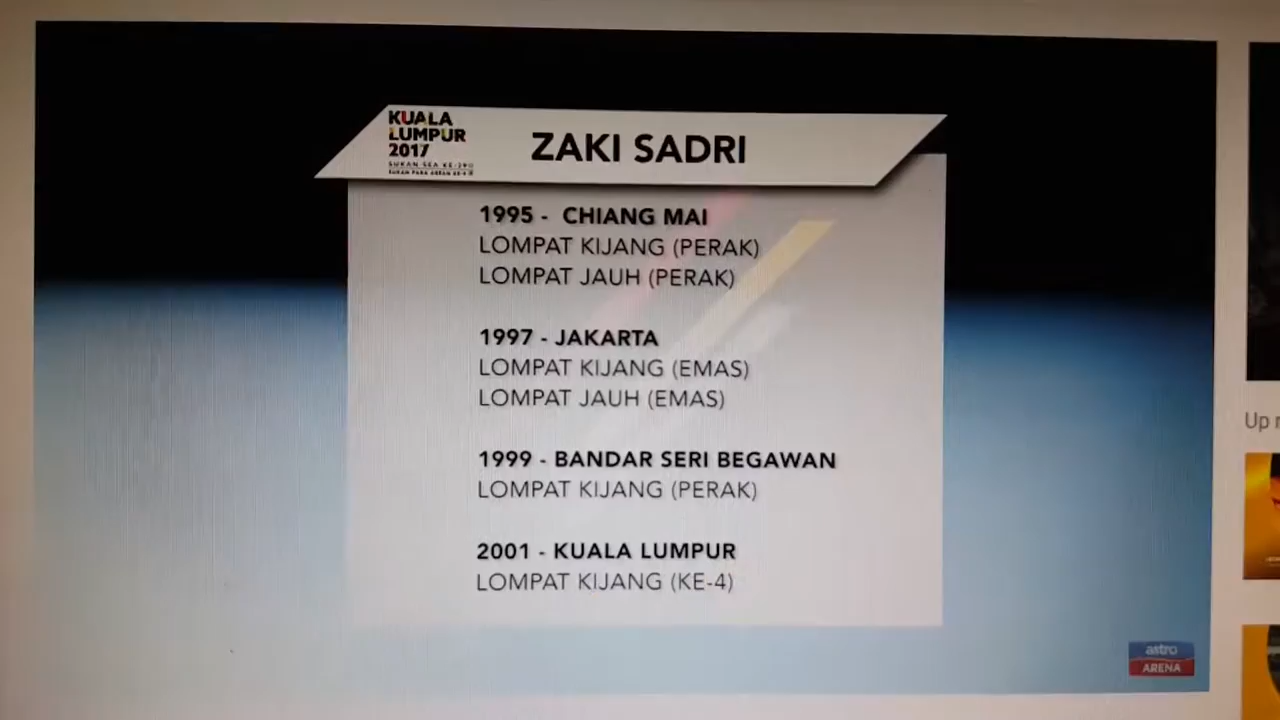 KUALA
LUMPUR
2017
ZAKI SADRI
1995 - CHIANG MAI
LOMPAT KIJANG (PERAK)
LOMPAT JAUH (PERAK)
1997 - JAKARTA
LOMPAT KIJANG (EMAS)
LOMPAT JAUH (EMAS)
1999 - BANDAR SERI BEGAWAN
LOMPAT KIJANG (PERAK)
2001 - KUALA LUMPUR
LOMPAT KIJANG (KE-4)
astro
ARENA
Up